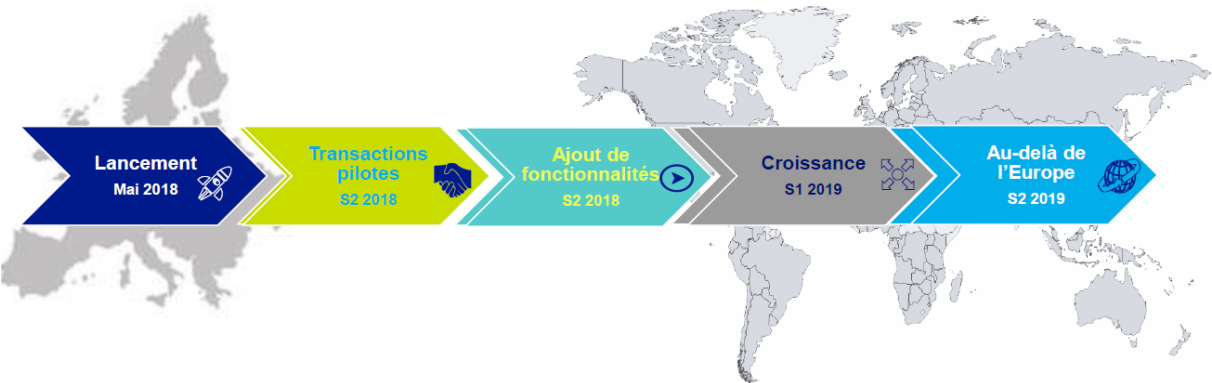 Lancement
Mai 2018
Transactions
pilotes
S2 2018
Ajout de
fonctionnalités
S2 2018
Croissance
S1 2019
Au-delà de
l'Europe
S2 2019